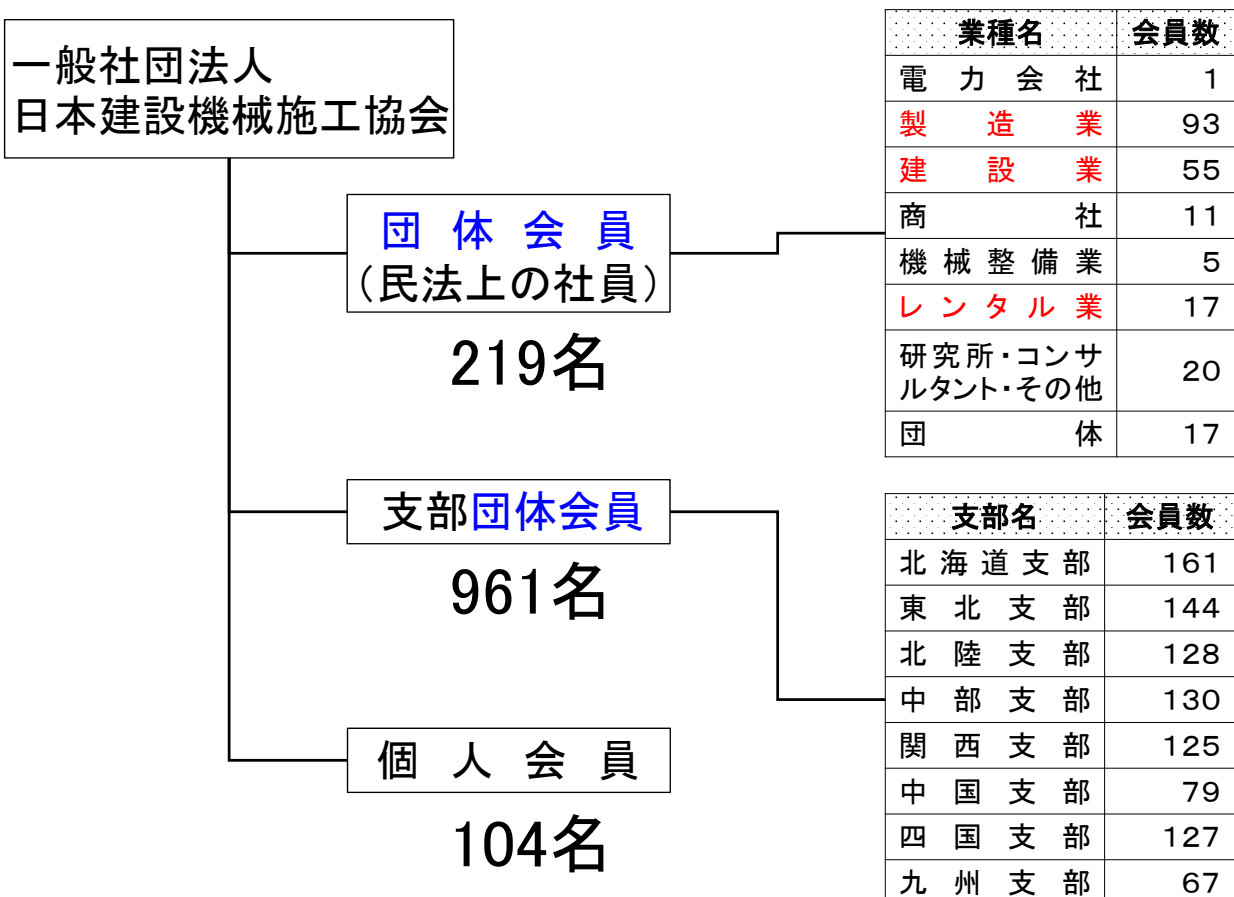 一般社団法人
日本建設機械施工協会
団体会員
(民法上の社員)
219名
支部団体会員
961名
個人会員
104名
業種名 会員数
電力会社 1
製造業 93
建設業 55
商社 11
機械整備業 5
レンタル業 17
研究所・コンサ
ルタント・その他 20
団体 17
支部名 会員数
北海道支部 161
東北支部 144
北陸支部 128
中部支部 130
関西支部 125
中国支部 79
四国支部 127
九州支部 67